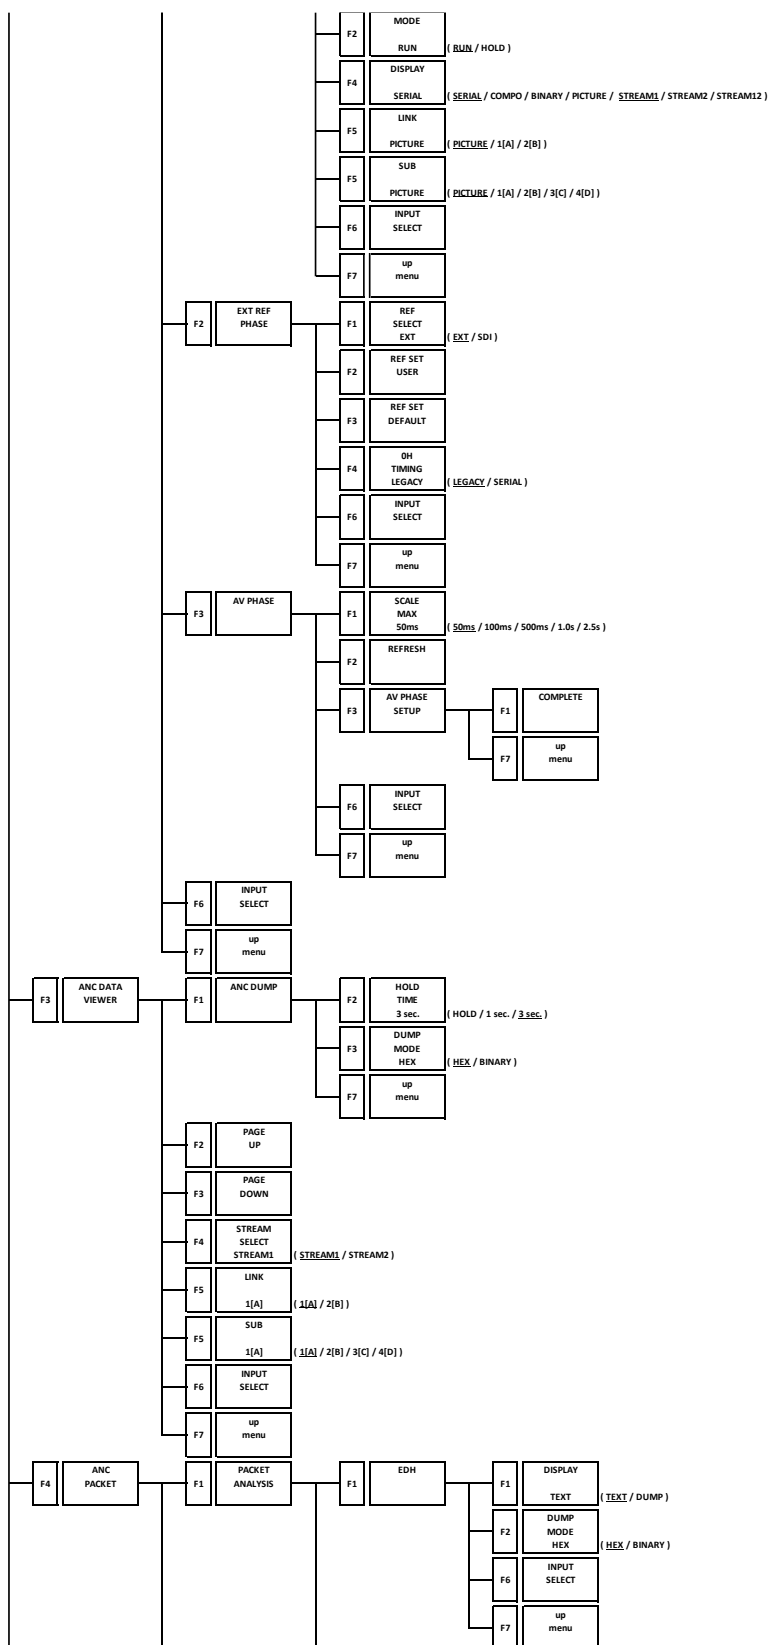 F2 MODE
RUN ( RUN / HOLD )
F4 DISPLAY
SERIAL ( SERIAL / COMPO / BINARY / PICTURE / STREAM1 / STREAM2 / STREAM12 )
F5 LINK
PICTURE ( PICTURE / 1[A] / 2[B] )
F5 SUB
PICTURE ( PICTURE / 1[A] / 2[B] / 3[C] / 4[D] )
F6 INPUT
SELECT
F7 up
menu
F2 EXT REF
PHASE
F1 REF
SELECT
EXT ( EXT / SDI )
F2 REF SET
USER
F3 REF SET
DEFAULT
F4 0H
TIMING
LEGACY ( LEGACY / SERIAL )
F6 INPUT
SELECT
F7 up
menu
F3 AV PHASE
F1 SCALE
MAX
50ms ( 50ms / 100ms / 500ms / 1.0s / 2.5s )
F2 REFRESH
F3 AV PHASE
SETUP
F1 COMPLETE
F7 up
menu
F6 INPUT
SELECT
F7 up
menu
F6 INPUT
SELECT
F7 up
menu
F3 ANC DATA
VIEWER
F1 ANC DUMP
F2 HOLD
TIME
3 sec. ( HOLD / 1 sec. / 3 sec. )
F3 DUMP
MODE
HEX ( HEX / BINARY )
F7 up
menu
F2 PAGE
UP
F3 PAGE
DOWN
F4 STREAM
SELECT
STREAM1 ( STREAM1 / STREAM2 )
F5 LINK
1[A] ( 1[A] / 2[B] )
F5 SUB
1[A] ( 1[A] / 2[B] / 3[C] / 4[D] )
F6 INPUT
SELECT
F7 up
menu
F4 ANC
PACKET
F1 PACKET
ANALYSIS
F1 EDH
F1 DISPLAY
TEXT ( TEXT / DUMP )
F2 DUMP
MODE
HEX ( HEX / BINARY )
F6 INPUT
SELECT
F7 up
menu